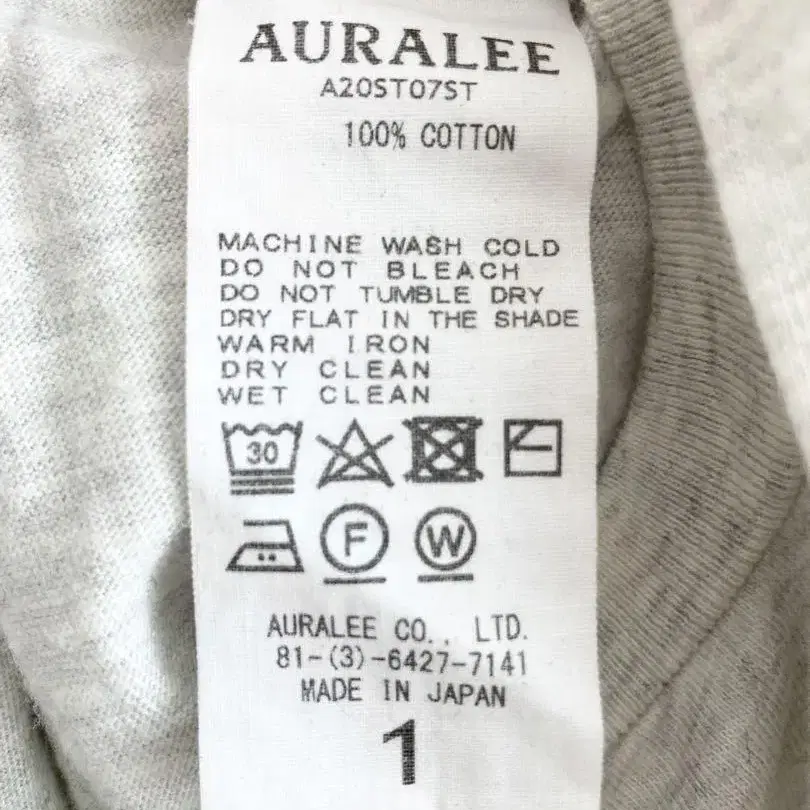 AURALEE
A20ST07ST
100% COTTON
MACHINE WASH COLD
DO NOT BLEACH
DO NOT TUMBLE DRY
DRY FLAT IN THE SHADE
WARM IRON
DRY CLEAN
WET CLEAN
30
F W
AURALEE CO., LTD.
81-(3)-6427-7141
MADE IN JAPAN
1